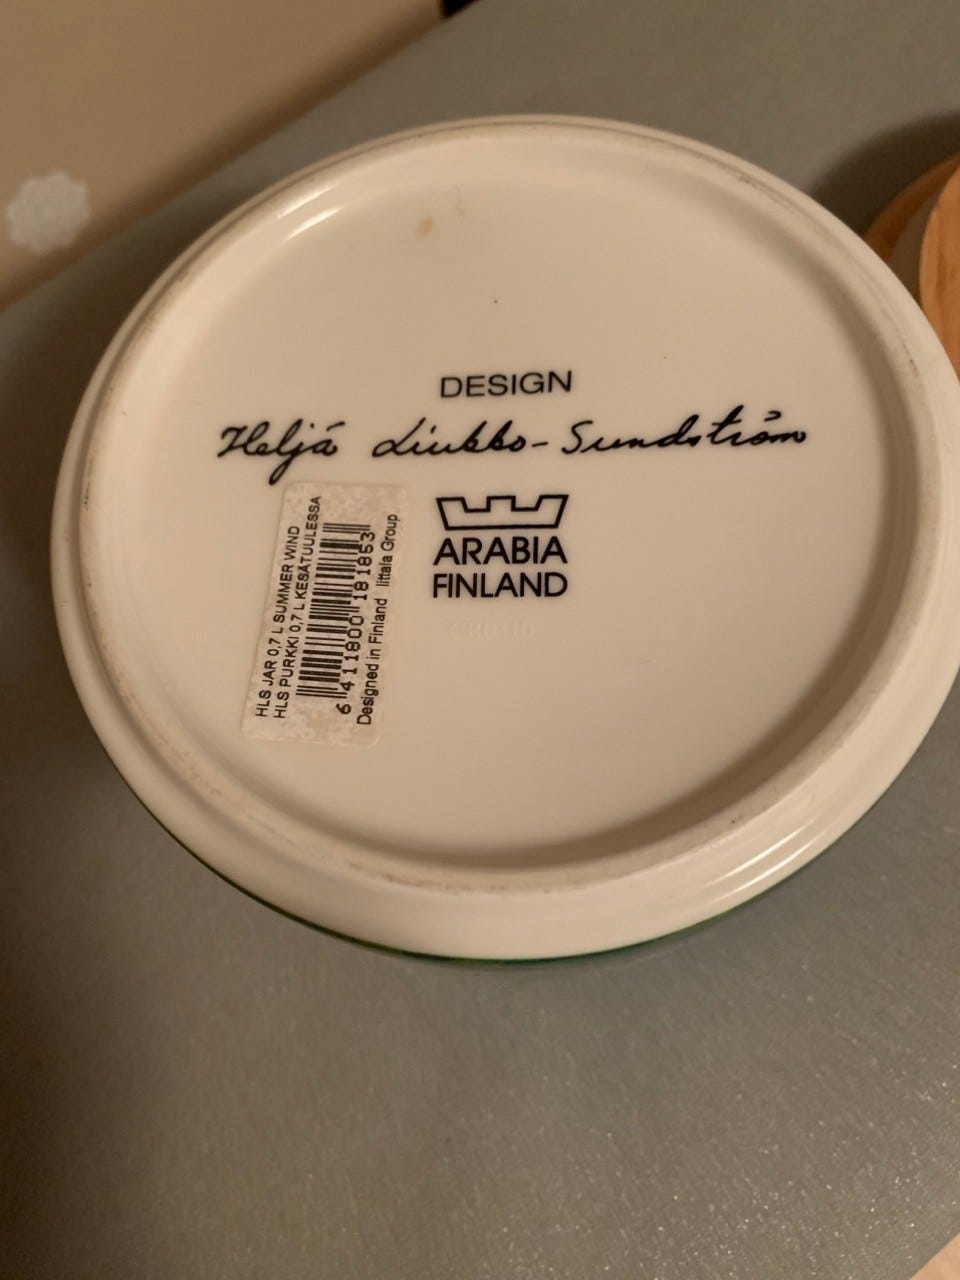 DESIGN
Heljä Liukko-Sundström
ARABIA
FINLAND
HLS JAR 0,7 L SUMMER WIND
HLS PURKKI 0,7 L KESÄTUULESSA
6 411800 181853
Designed in Finland Iittala Group